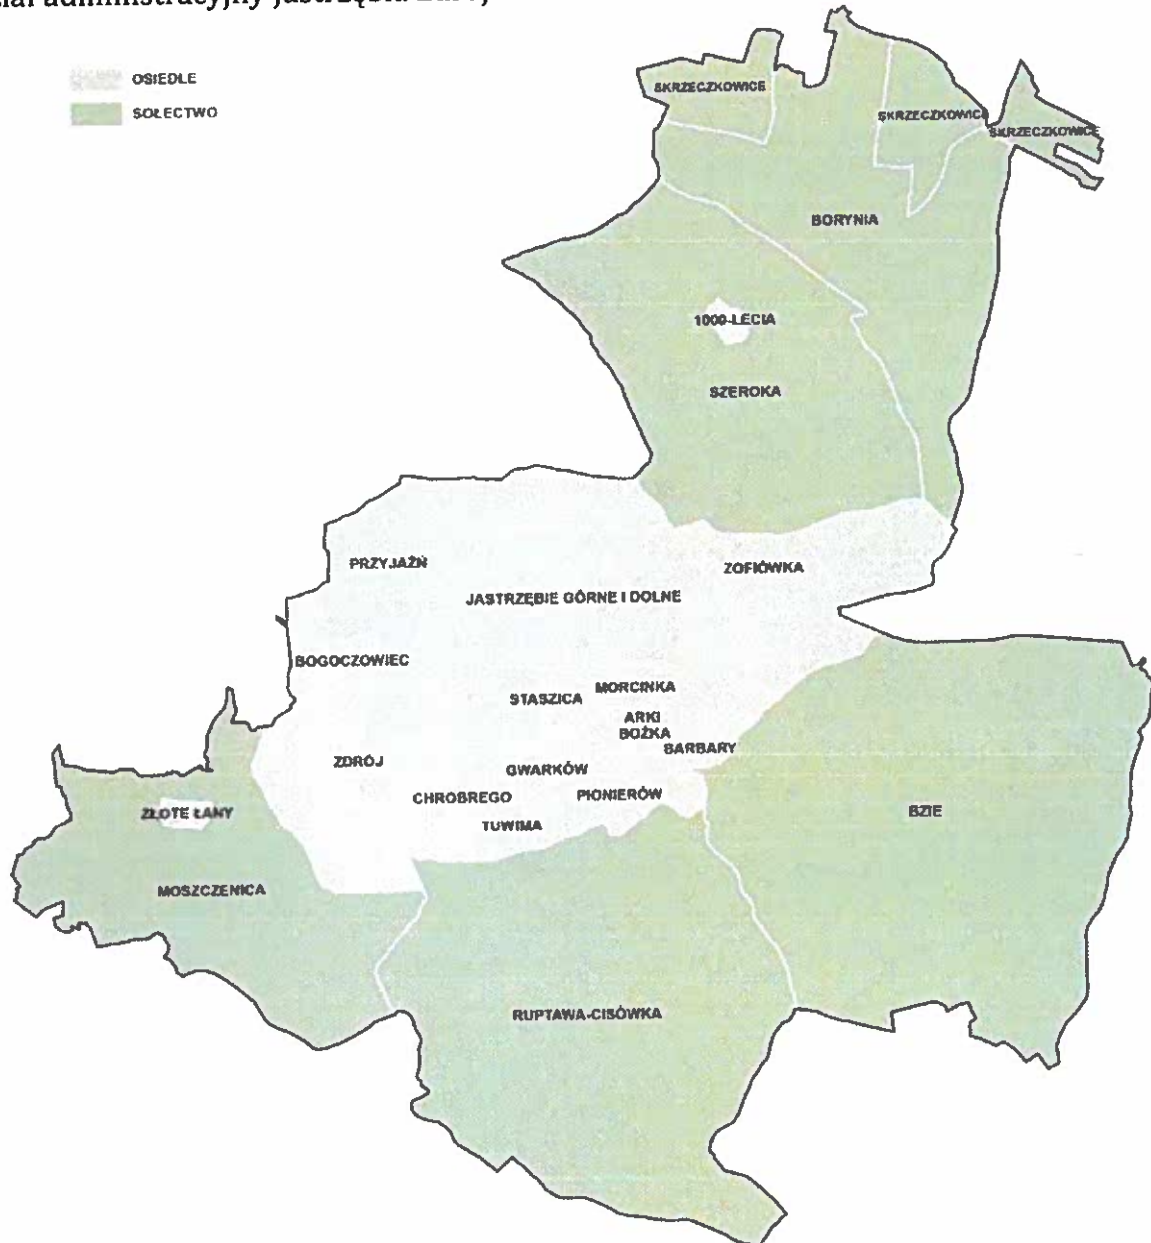 administracyjny
OSIEDLE
SOŁECTWO
SKRZECZKOWICE
SKRZECZKOWICE
SKRZECZKOWICE
BORYNIA
1000-LECIA
SZEROKA
PRZYJAŹŃ
ZOFIÓWKA
JASTRZĘBIE GÓRNE I DOLNE
BOGOCZOWIEC
STASZICA
MORCINKA
ARKI
BOŻKA
BARBARY
ZDRÓJ
GWARKÓW
CHROBREGO
PIONIERÓW
ZŁOTE ŁANY
TUWIMA
BZIE
MOSZCZENICA
RUPTAWA-CISÓWKA